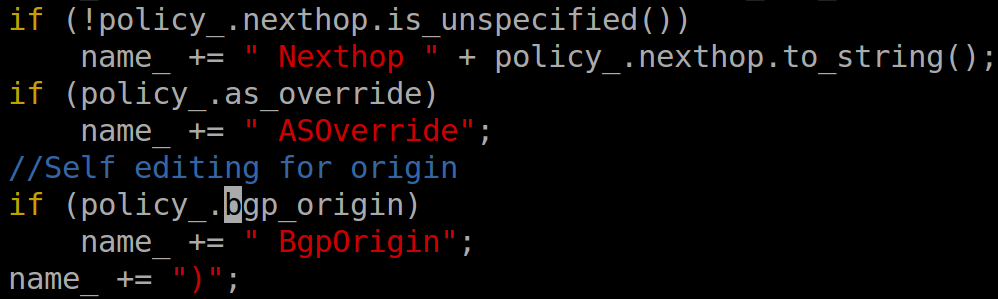 if (!policy_.nexthop.is_unspecified())
    name_ += " Nexthop " + policy_.nexthop.to_string();
if (policy_.as_override)
    name_ += " ASOverride";
//Self editing for origin
if (policy_.bgp_origin)
    name_ += " BgpOrigin";
name_ += ")";